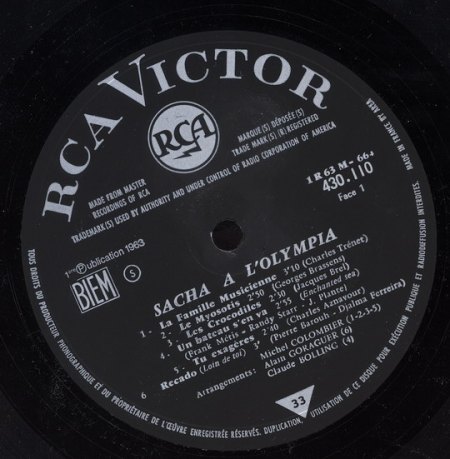 RCA VICTOR
RCA
MARQUE(S) DÉPOSÉE(S)
TRADE MARK(S) (R) REGISTERED
MADE FROM MASTER
RECORDINGS OF RCA
TRADEMARK(S) USED BY AUTHORITY AND UNDER CONTROL OF RADIO CORPORATION OF AMERICA
1 R 63 M - 66+
430.110
Face 1
1ère Publication 1963
BIEM
S
SACHA A L'OLYMPIA
1 - La Famille Musicienne 3'10 (Charles Trénet)
2 - Le Myosotis 2'50 (Georges Brassens)
3 - Les Crocodiles 2'50 (Jacques Brel)
4 - Un bateau s'en va 2'55 (Enchanted sea)
(Frank Métis - Randy Starr - J. Plante)
5 - Tu exagères 2'40 (Charles Aznavour)
6 Recado (Loin de toi) 3' (Pierre Barouh - Djalma Ferreira)
Arrangements: Michel COLOMBIER (1-2-3-5)
Alain GORAGUER (6)
Claude BOLLING (4)
33
TOUS DROITS DU PRODUCTEUR PHONOGRAPHIQUE ET DU PROPRIÉTAIRE DE L'ŒUVRE ENREGISTRÉE RÉSERVÉS. DUPLICATION, UTILISATION DE CE DISQUE POUR EXÉCUTION PUBLIQUE ET RADIODIFFUSION INTERDITES.
MADE IN FRANCE BY AREA